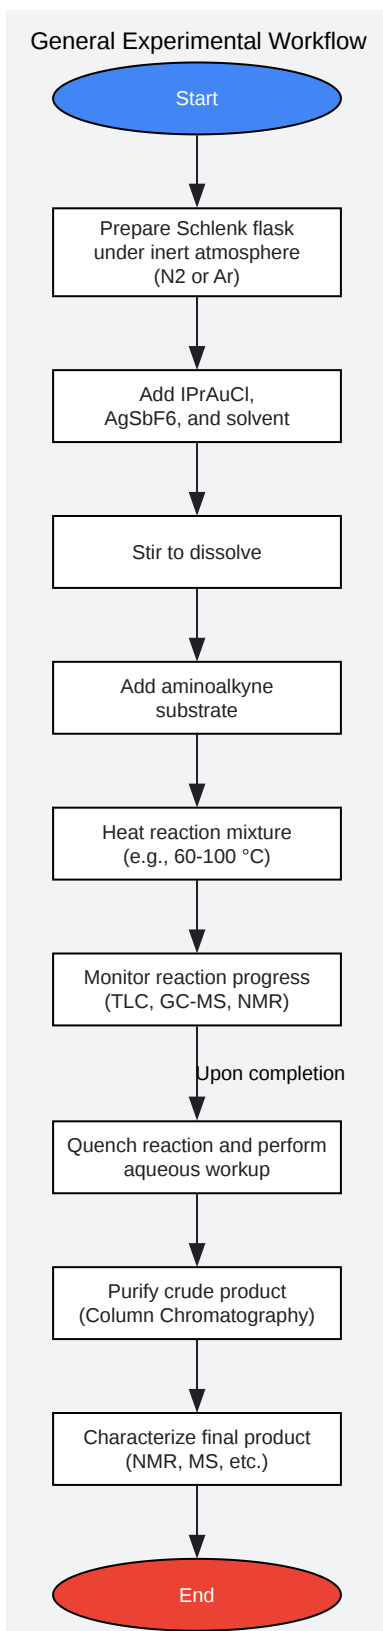 General Experimental Workflow
Start
Prepare Schlenk flask
under inert atmosphere
(N2 or Ar)
Add IPrAuCl,
AgSbF6, and solvent
Stir to dissolve
Add aminoalkyne
substrate
Heat reaction mixture
(e.g., 60-100 °C)
Monitor reaction progress
(TLC, GC-MS, NMR)
Upon completion
Quench reaction and perform
aqueous workup
Purify crude product
(Column Chromatography)
Characterize final product
(NMR, MS, etc.)
End